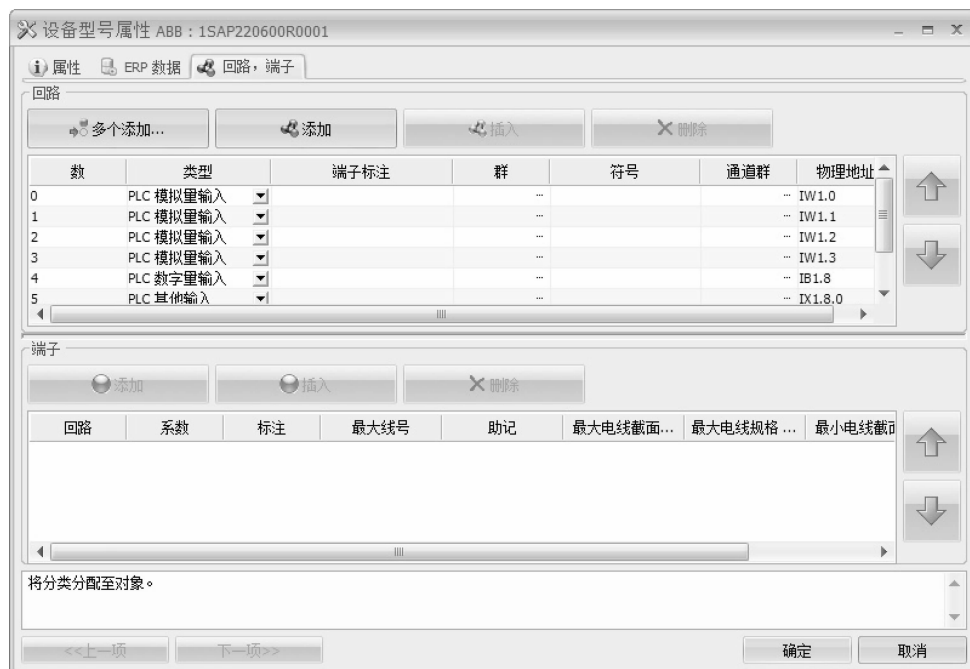 设备型号属性 ABB：1SAP220600R0001
属性 ERP 数据 回路，端子
回路
多个添加... 添加 插入 删除
数 类型 端子标注 群 符号 通道群 物理地址
0 PLC 模拟量输入 ... ... IW1.0
1 PLC 模拟量输入 ... ... IW1.1
2 PLC 模拟量输入 ... ... IW1.2
3 PLC 模拟量输入 ... ... IW1.3
4 PLC 数字量输入 ... ... IB1.8
5 PLC 其他输入 ... ... IX1.8.0
端子
添加 插入 删除
回路 系数 标注 最大线号 助记 最大电线截面... 最大电线规格 ... 最小电线截面
将分类分配至对象。
<<上一项 下一项>> 确定 取消